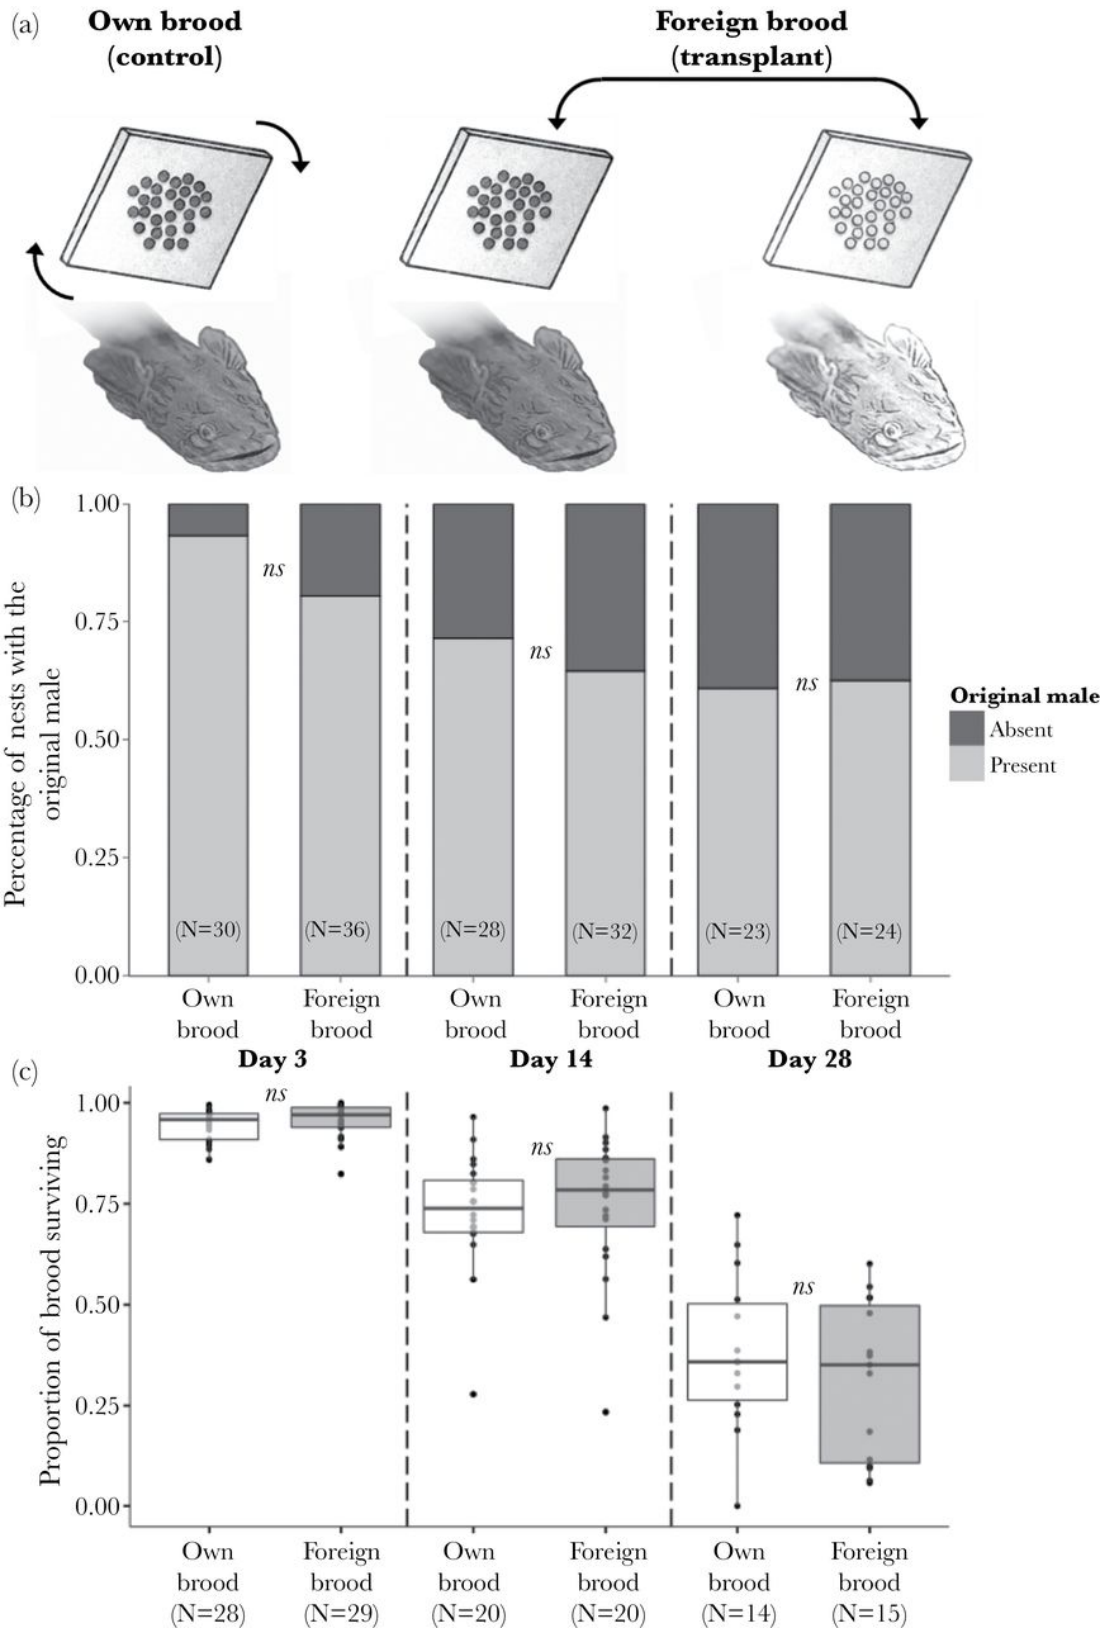 (a)
Own brood
(control)
Foreign brood
(transplant)
(b)
Percentage of nests with the
original male
1.00
0.75
0.50
0.25
0.00
ns
ns
ns
(N=30)
(N=36)
(N=28)
(N=32)
(N=23)
(N=24)
Original male
Absent
Present
Own
brood
Foreign
brood
Own
brood
Foreign
brood
Own
brood
Foreign
brood
Day 3
Day 14
Day 28
(c)
Proportion of brood surviving
1.00
0.75
0.50
0.25
0.00
ns
ns
ns
Own
brood
(N=28)
Foreign
brood
(N=29)
Own
brood
(N=20)
Foreign
brood
(N=20)
Own
brood
(N=14)
Foreign
brood
(N=15)